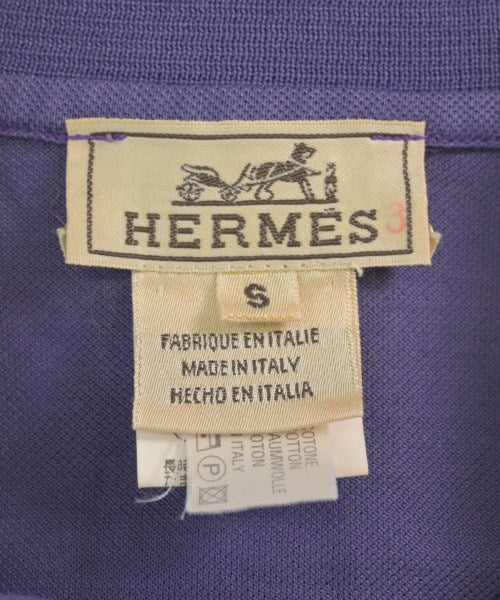 HERMÈS
3
S
FABRIQUE EN ITALIE
MADE IN ITALY
HECHO EN ITALIA
COTONE
COTTON
BAUMWOLLE
COTON
ITALY
P